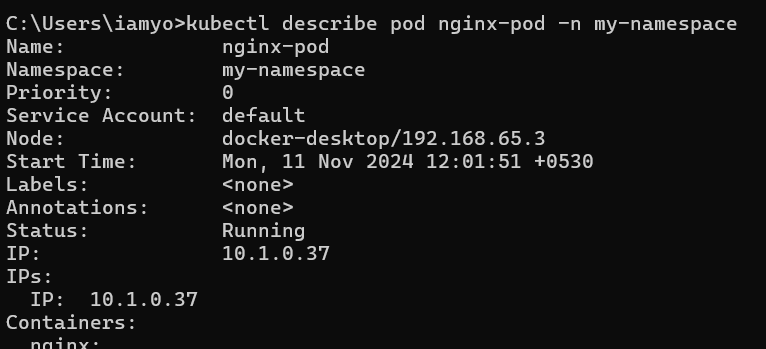 C:\Users\iamyo>kubectl describe pod nginx-pod -n my-namespace
Name:             nginx-pod
Namespace:        my-namespace
Priority:         0
Service Account:  default
Node:             docker-desktop/192.168.65.3
Start Time:       Mon, 11 Nov 2024 12:01:51 +0530
Labels:           <none>
Annotations:      <none>
Status:           Running
IP:               10.1.0.37
IPs:
  IP:  10.1.0.37
Containers:
  nginx: